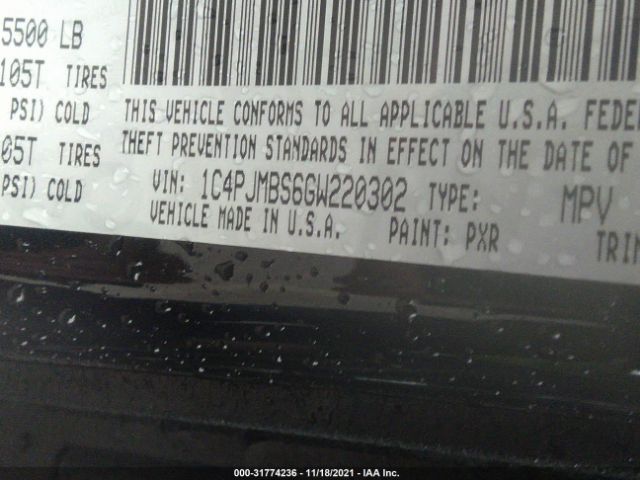 5500 LB
105T TIRES
PSI) COLD
05T TIRES
PSI) COLD
THIS VEHICLE CONFORMS TO ALL APPLICABLE U.S.A. FEDE
THEFT PREVENTION STANDARDS IN EFFECT ON THE DATE OF
VIN: 1C4PJMBS6GW220302 TYPE: MPV
VEHICLE MADE IN U.S.A. PAINT: PXR TRIM
000-31774236 - 11/18/2021 - IAA Inc.